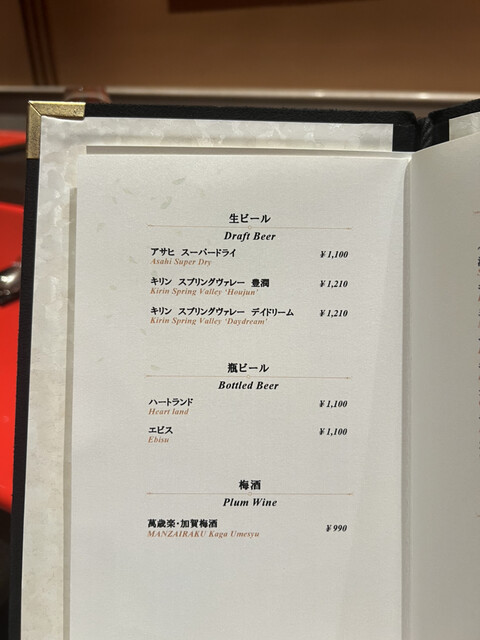 生ビール
Draft Beer
アサヒ スーパードライ ¥1,100
Asahi Super Dry
キリン スプリングヴァレー 豊潤 ¥1,210
Kirin Spring Valley ‘Houjun’
キリン スプリングヴァレー デイドリーム ¥1,210
Kirin Spring Valley ‘Daydream’
瓶ビール
Bottled Beer
ハートランド ¥1,100
Heart land
エビス ¥1,100
Ebisu
梅酒
Plum Wine
萬歳楽・加賀梅酒 ¥990
MANZAIRAKU Kaga Umesyu